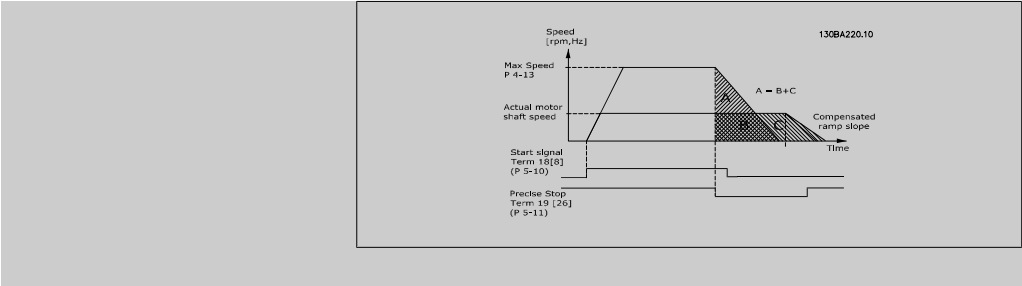 Speed
[rpm,Hz]
130BA220.10
Max Speed
P 4-13
A = B+C
A
Actual motor
shaft speed
B
C
Compensated
ramp slope
Time
Start signal
Term 18[8]
(P 5-10)
Precise Stop
Term 19 [26]
(P 5-11)